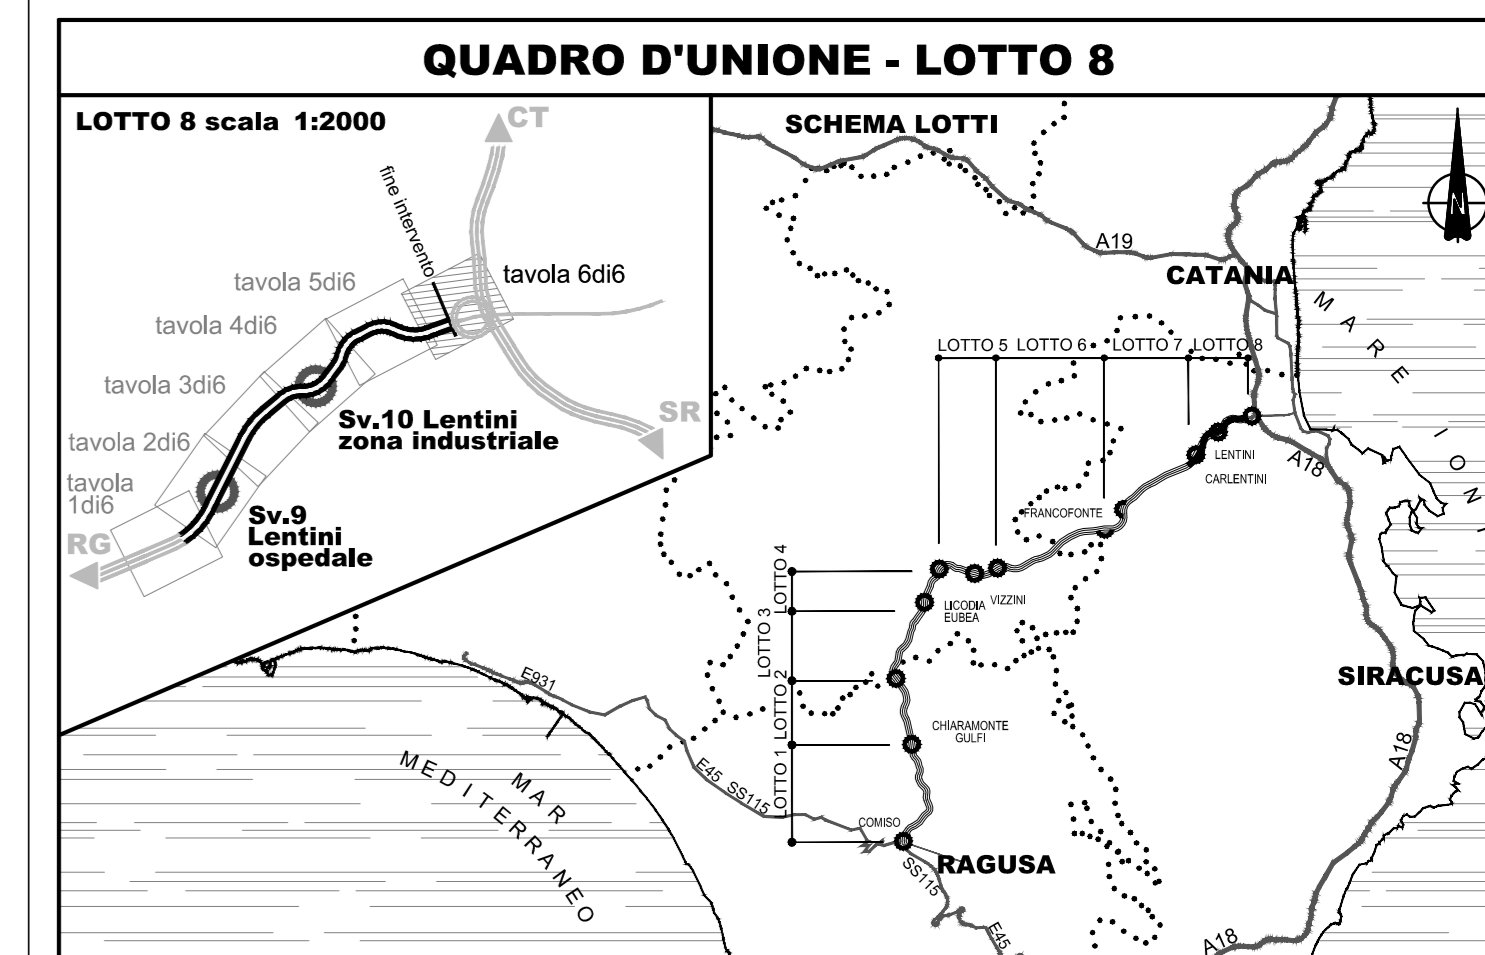 QUADRO D'UNIONE - LOTTO 8
LOTTO 8 scala 1:2000
CT
fine intervento
tavola 6di6
tavola 5di6
tavola 4di6
tavola 3di6
tavola 2di6
tavola
1di6
SR
Sv.10 Lentini
zona industriale
Sv.9
Lentini
ospedale
RG
SCHEMA LOTTI
A19
CATANIA
N
MARE
IONI
LOTTO 5
LOTTO 6
LOTTO 7
LOTTO 8
LENTINI
CARLENTINI
A18
FRANCOFONTE
LOTTO 4
LOTTO 3
LOTTO 2
LOTTO 1
LICODIA
EUBEA
VIZZINI
SIRACUSA
E931
CHIARAMONTE
GULFI
A18
MAR
MEDITERRANEO
E45 SS115
COMISO
RAGUSA
SS115
E45
A18